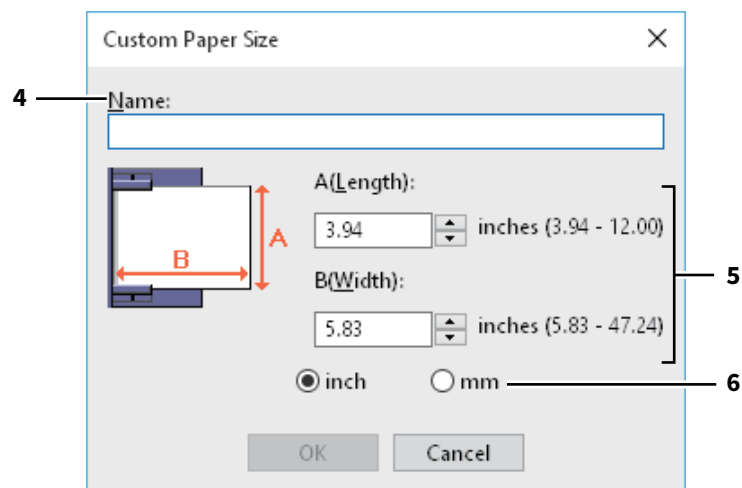 Custom Paper Size
4
Name:
A(Length):
3.94 inches (3.94 - 12.00)
A
B
B(Width):
5
5.83 inches (5.83 - 47.24)
inch mm
6
OK Cancel